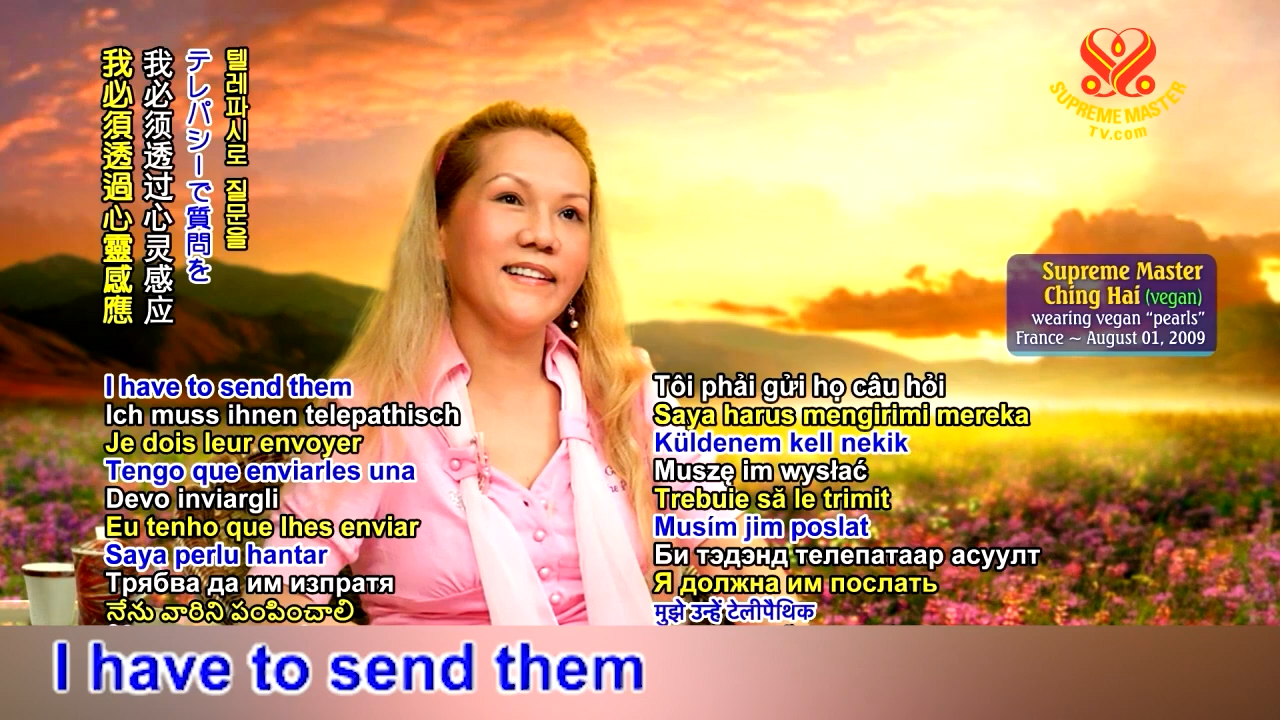 我必須透過心靈感應
我必须透过心灵感应
テレパシーで質問を
텔레파시로 질문을
SUPREME MASTER
TV.com
Supreme Master
Ching Hai (vegan)
wearing vegan “pearls”
France ~ August 01, 2009
I have to send them
Ich muss ihnen telepathisch
Je dois leur envoyer
Tengo que enviarles una
Devo inviargli
Eu tenho que lhes enviar
Saya perlu hantar
Трябва да им изпратя
నేను వారిని పంపించాలి
Tôi phải gửi họ câu hỏi
Saya harus mengirimi mereka
Küldenem kell nekik
Muszę im wysłać
Trebuie să le trimit
Musím jim poslat
Би тэдэнд телепатаар асуулт
Я должна им послать
मुझे उन्हें टेलीपैथिक
I have to send them